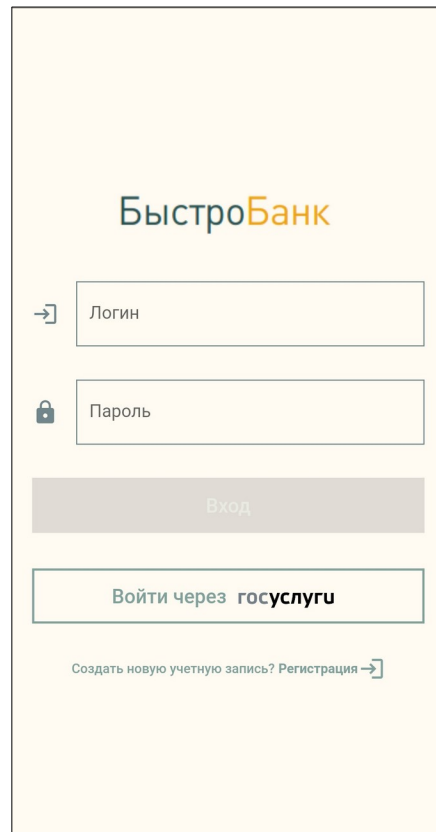 БыстроБанк
Логин
Пароль
Вход
Войти через госуслуги
Создать новую учетную запись? Регистрация